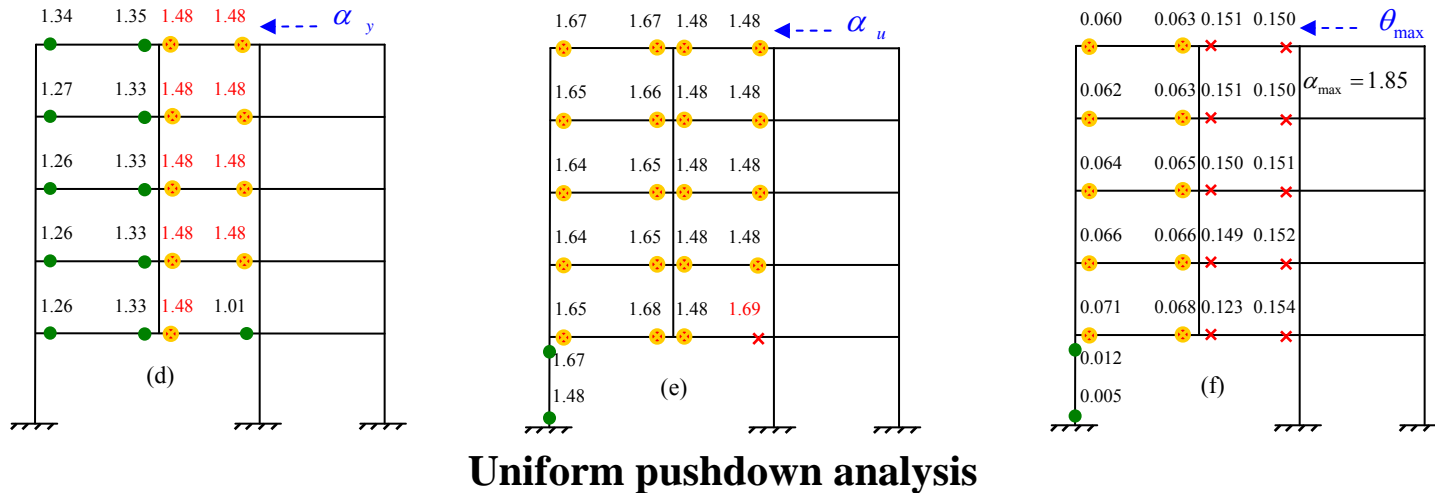 1.34 1.35 1.48 1.48 α y
1.27 1.33 1.48 1.48
1.26 1.33 1.48 1.48
1.26 1.33 1.48 1.48
1.26 1.33 1.48 1.01
(d)
1.67 1.67 1.48 1.48 α u
1.65 1.66 1.48 1.48
1.64 1.65 1.48 1.48
1.64 1.65 1.48 1.48
1.65 1.68 1.48 1.69
1.67
(e)
1.48
0.060 0.063 0.151 0.150 θmax
αmax = 1.85
0.062 0.063 0.151 0.150
0.064 0.065 0.150 0.151
0.066 0.066 0.149 0.152
0.071 0.068 0.123 0.154
0.012
(f)
0.005
Uniform pushdown analysis